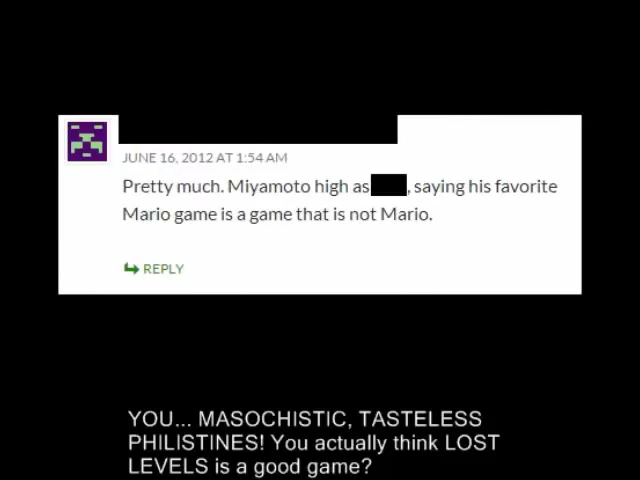 JUNE 16, 2012 AT 1:54 AM
Pretty much. Miyamoto high as , saying his favorite
Mario game is a game that is not Mario.
REPLY
YOU... MASOCHISTIC, TASTELESS
PHILISTINES! You actually think LOST
LEVELS is a good game?